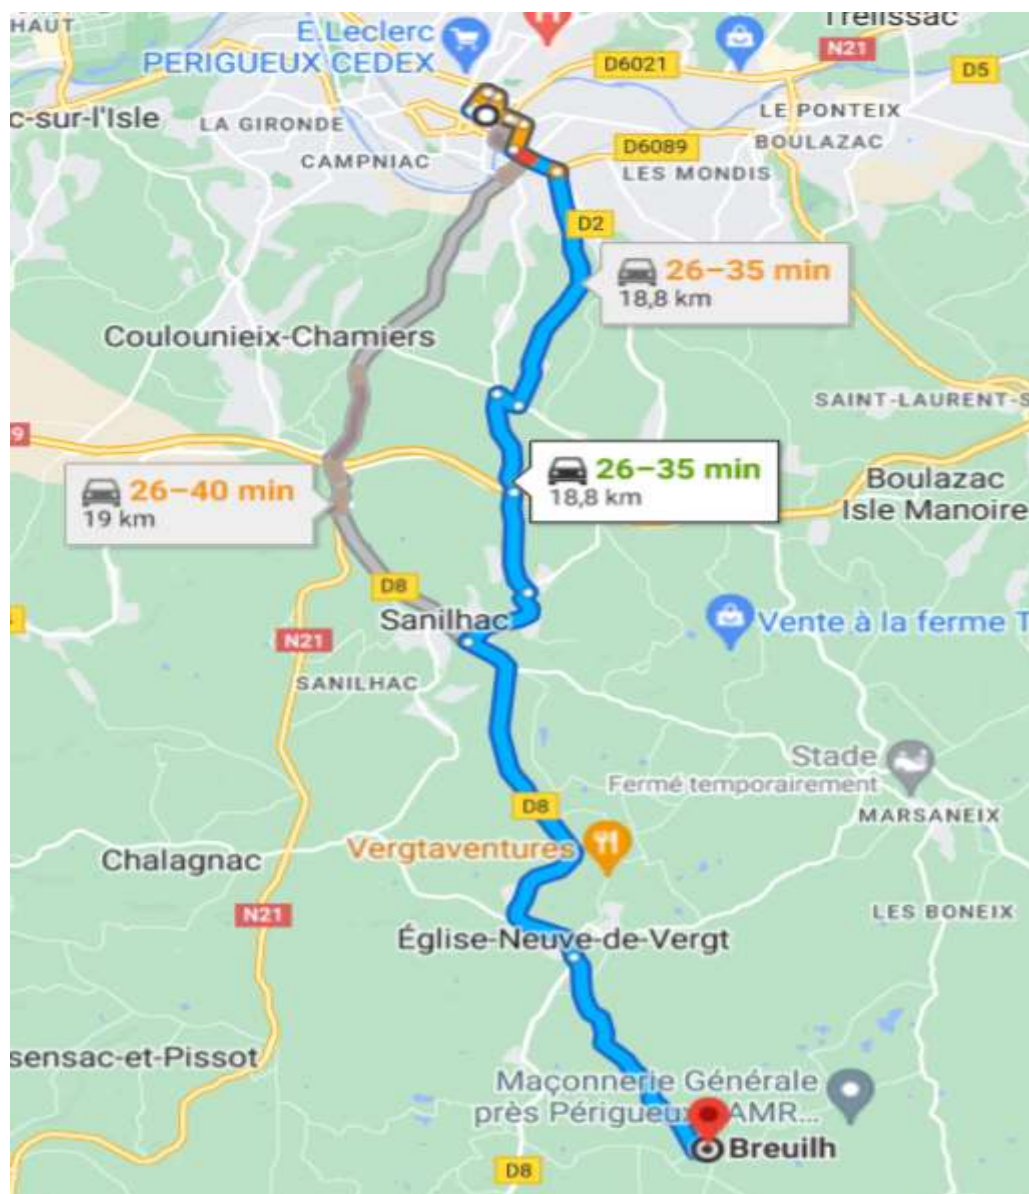 HAUT
Trélissac
E.Leclerc
PERIGUEUX CEDEX
N21
D6021
D5
c-sur-l'Isle
LA GIRONDE
LE PONTEIX
CAMPNIAC
BOULAZAC
D6089
LES MONDIS
D2
26–35 min
18,8 km
Coulounieix-Chamiers
SAINT-LAURENT-S
9
26–35 min
18,8 km
26–40 min
19 km
Boulazac
Isle Manoire
D8
Sanilhac
Vente à la ferme T
N21
SANILHAC
Stade
Fermé temporairement
D8
MARSANEIX
Vergtaventures
Chalagnac
N21
LES BONEIX
Église-Neuve-de-Vergt
sensac-et-Pissot
Maçonnerie Générale
près Périgueux AMR...
Breuilh
D8